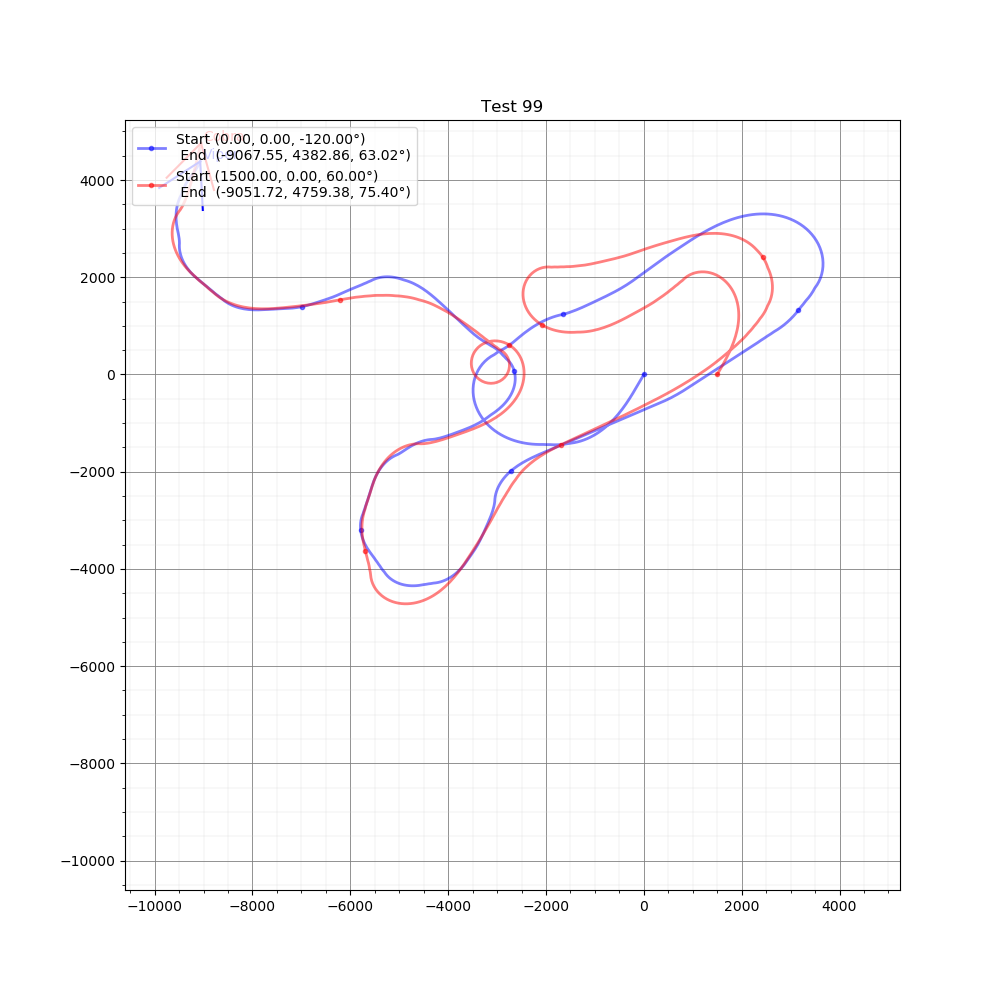 Test 99
Start (0.00, 0.00, -120.00°)
End (-9067.55, 4382.86, 63.02°)
Start (1500.00, 0.00, 60.00°)
End (-9051.72, 4759.38, 75.40°)
4000
2000
0
−2000
−4000
−6000
−8000
−10000
−10000 −8000 −6000 −4000 −2000 0 2000 4000